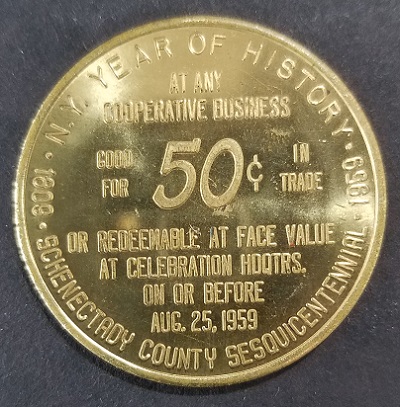 N.Y. YEAR OF HISTORY
1809 · SCHENECTADY COUNTY SESQUICENTENNIAL · 1959
AT ANY
COOPERATIVE BUSINESS
GOOD FOR
50¢
IN TRADE
OR REDEEMABLE AT FACE VALUE
AT CELEBRATION HDQTRS.
ON OR BEFORE
AUG. 25, 1959